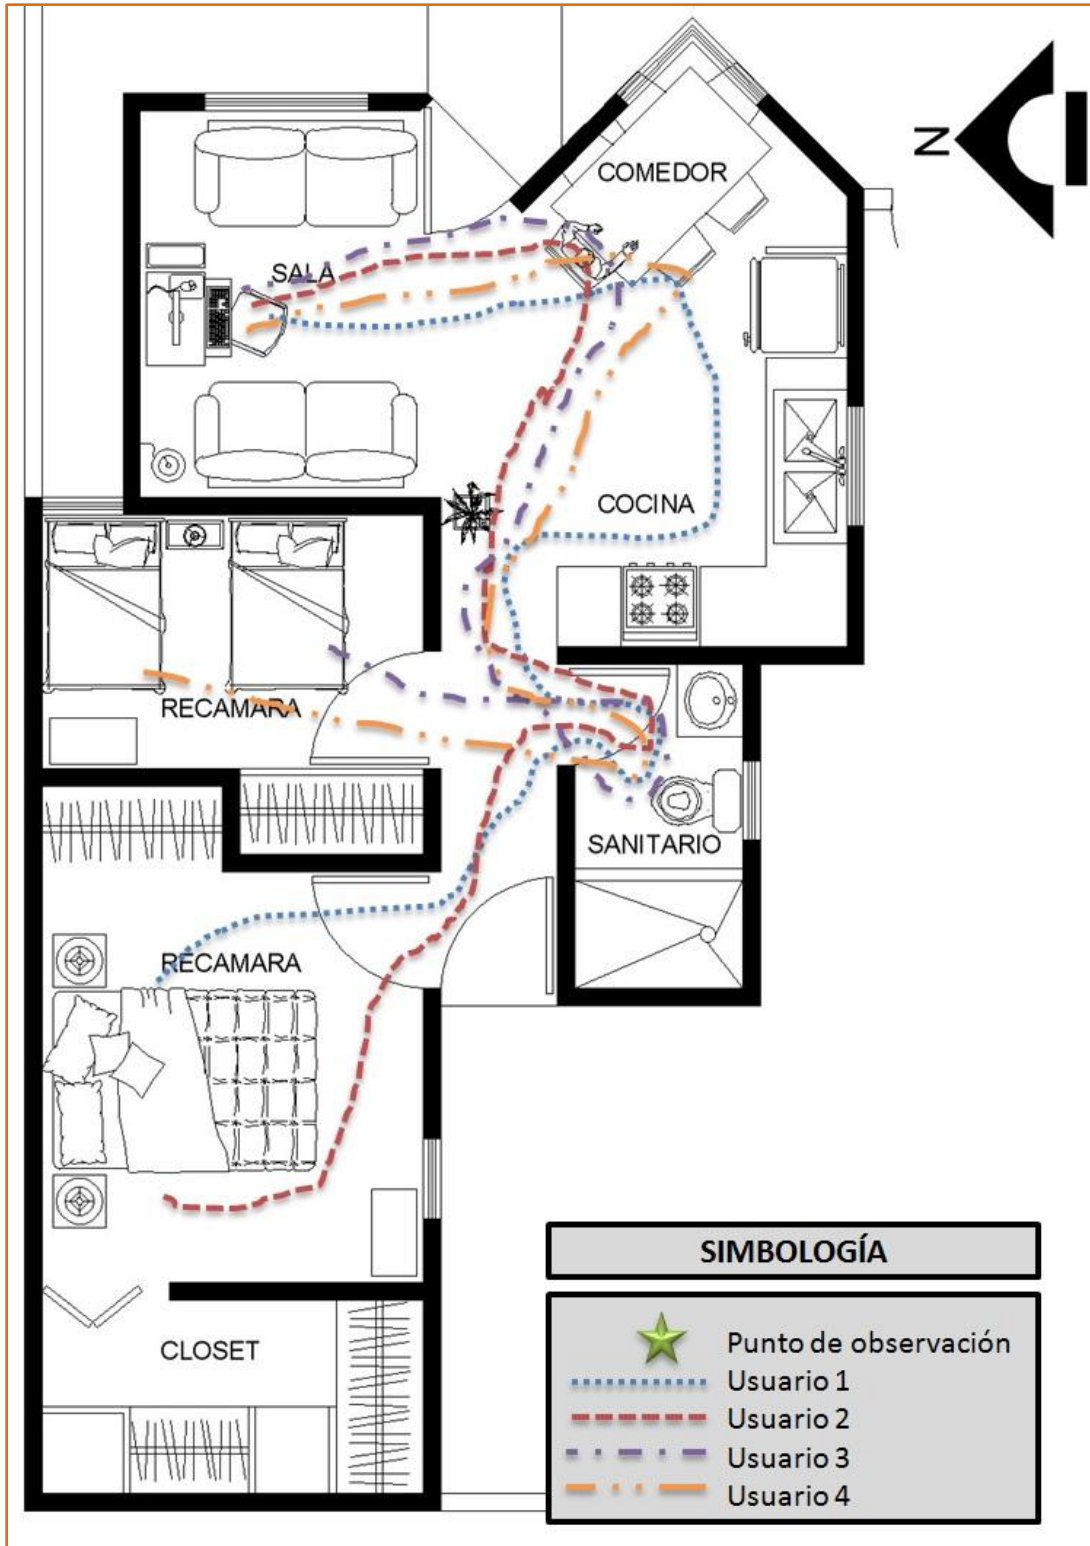 N
COMEDOR
SALA
COCINA
RECAMARA
SANITARIO
RECAMARA
CLOSET
SIMBOLOGÍA
Punto de observación
Usuario 1
Usuario 2
Usuario 3
Usuario 4